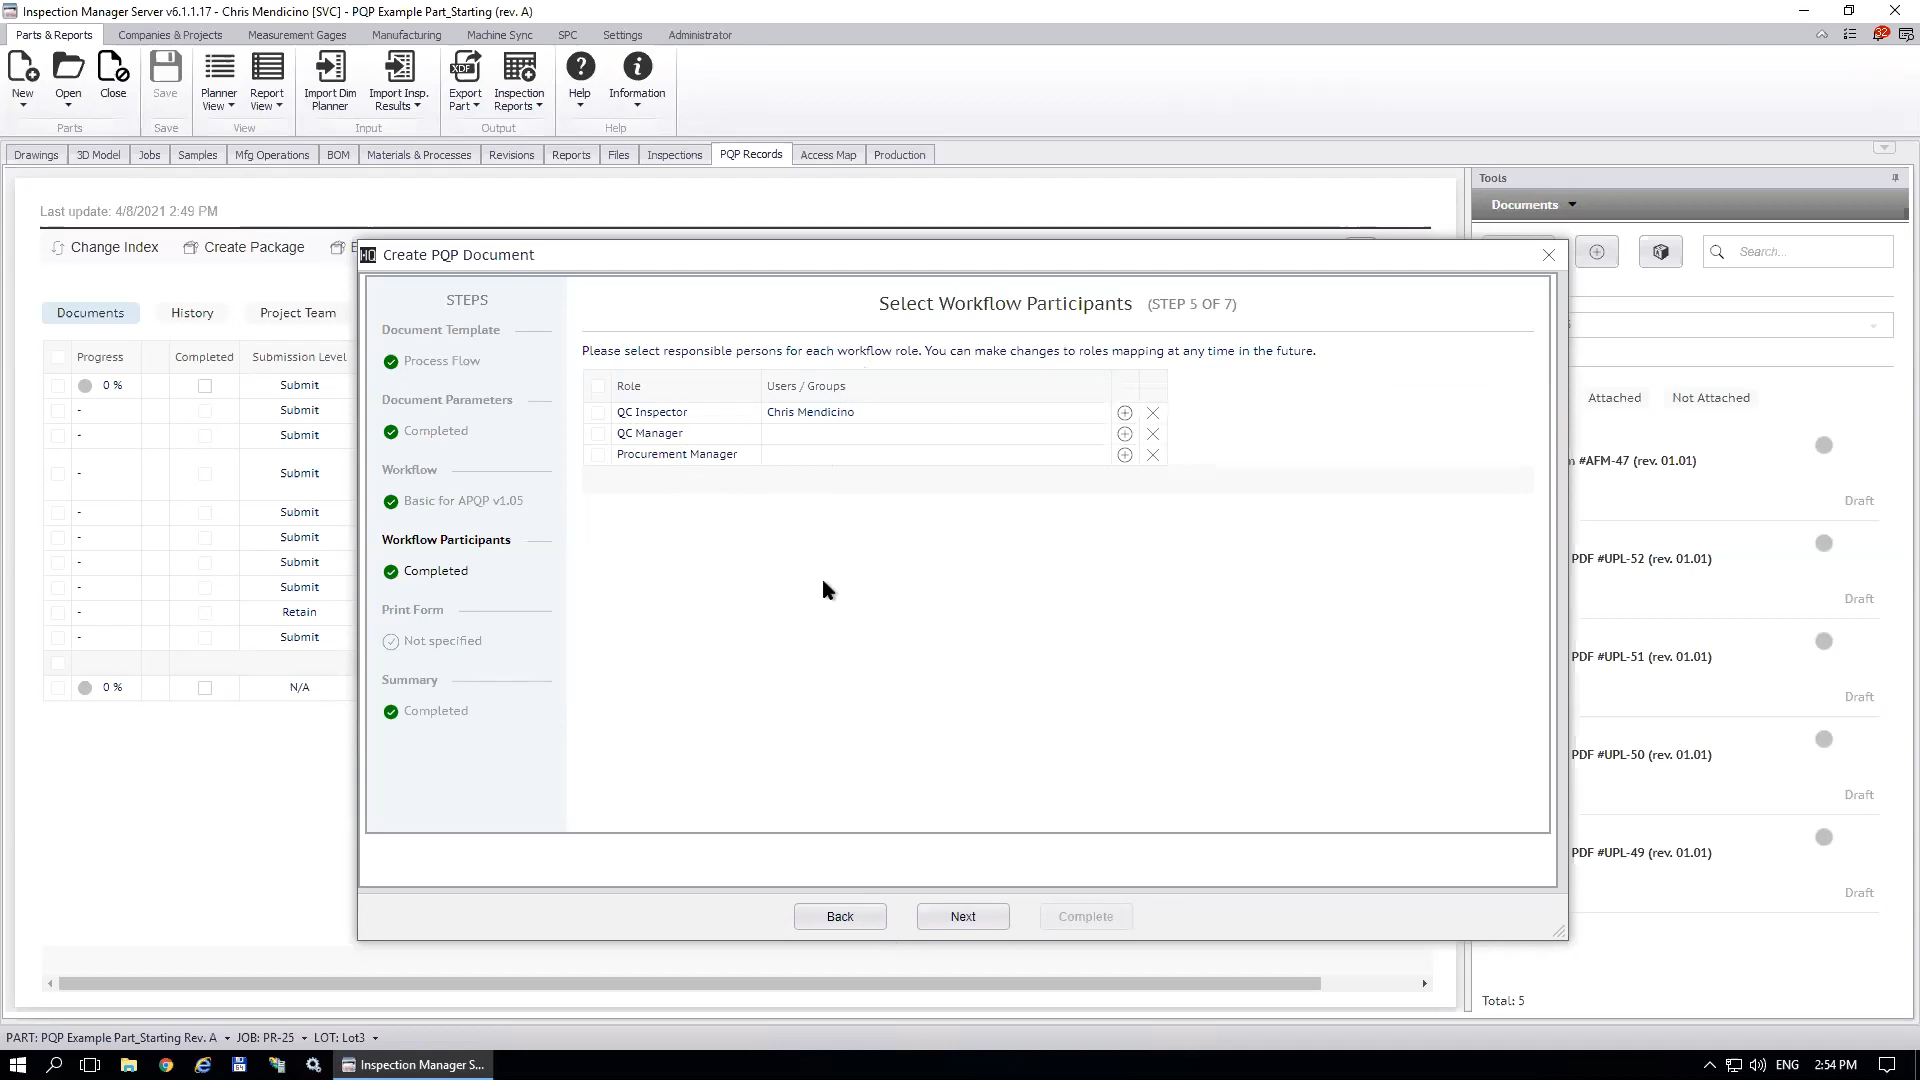 Inspection Manager Server v6.1.1.17 - Chris Mendicino [SVC] - PQP Example Part_Starting (rev. A)
Parts & Reports Companies & Projects Measurement Gages Manufacturing Machine Sync SPC Settings Administrator
32
New Open Close Save Planner View Report View Import Dim Planner Import Insp. Results Export Part Inspection Reports Help Information
XDF
Parts Save View Input Output Help
Drawings 3D Model Jobs Samples Mfg Operations BOM Materials & Processes Revisions Reports Files Inspections PQP Records Access Map Production
Tools
Documents
Last update: 4/8/2021 2:49 PM
Change Index Create Package
Search...
HQ Create PQP Document
Documents History Project Team
Progress Completed Submission Level
0 % Submit
- Submit
- Submit
- Submit
- Submit
- Submit
- Submit
- Submit
- Retain
- Submit
0 % N/A
STEPS
Document Template
Process Flow
Document Parameters
Completed
Workflow
Basic for APQP v1.05
Workflow Participants
Completed
Print Form
Not specified
Summary
Completed
Select Workflow Participants (STEP 5 OF 7)
Please select responsible persons for each workflow role. You can make changes to roles mapping at any time in the future.
Role Users / Groups
QC Inspector Chris Mendicino
QC Manager
Procurement Manager
Back Next Complete
Attached Not Attached
#AFM-47 (rev. 01.01)
Draft
PDF #UPL-52 (rev. 01.01)
Draft
PDF #UPL-51 (rev. 01.01)
Draft
PDF #UPL-50 (rev. 01.01)
Draft
PDF #UPL-49 (rev. 01.01)
Draft
Total: 5
PART: PQP Example Part_Starting Rev. A JOB: PR-25 LOT: Lot3
Inspection Manager S... ENG 2:54 PM